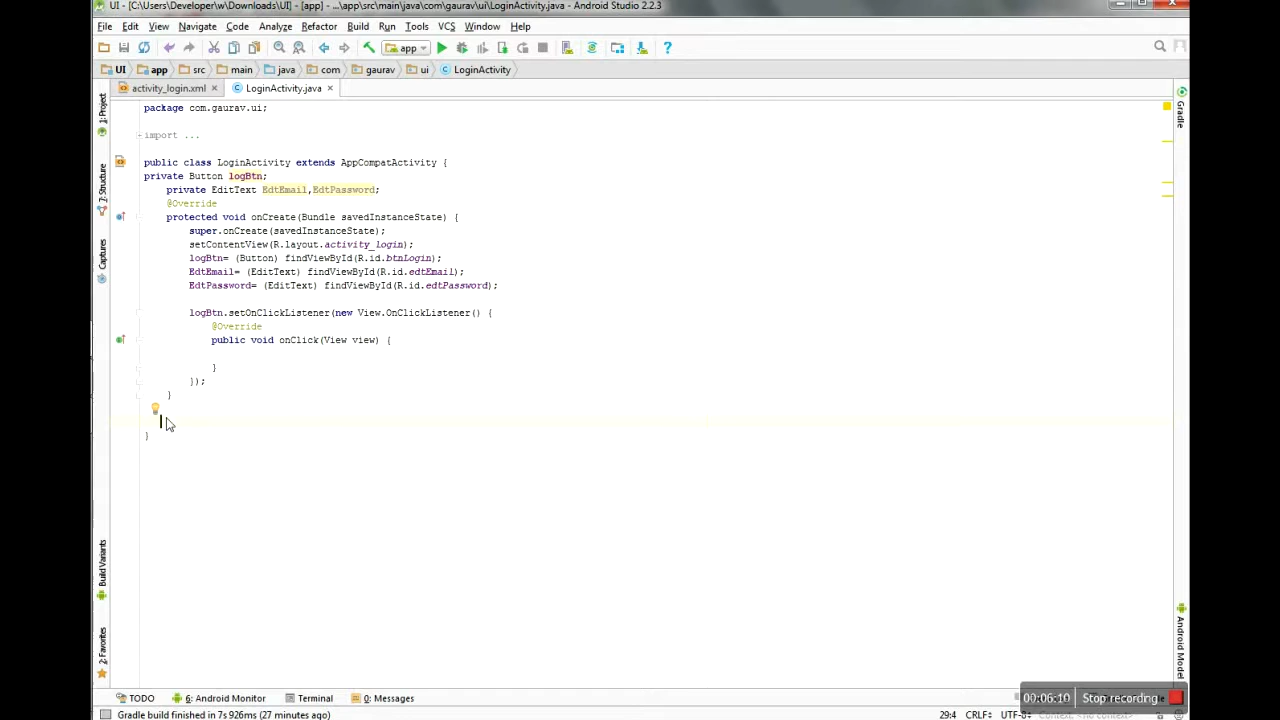 UI - [C:\Users\Developer\w\Downloads\UI] - [app] - ...\app\src\main\java\com\gaurav\ui\LoginActivity.java - Android Studio 2.2.3
File Edit View Navigate Code Analyze Refactor Build Run Tools VCS Window Help
app
UI app src main java com gaurav ui LoginActivity
activity_login.xml LoginActivity.java
1: Project
7: Structure
Captures
Build Variants
2: Favorites
package com.gaurav.ui;
import ...
public class LoginActivity extends AppCompatActivity {
private Button logBtn;
private EditText EdtEmail,EdtPassword;
@Override
protected void onCreate(Bundle savedInstanceState) {
super.onCreate(savedInstanceState);
setContentView(R.layout.activity_login);
logBtn= (Button) findViewById(R.id.btnLogin);
EdtEmail= (EditText) findViewById(R.id.edtEmail);
EdtPassword= (EditText) findViewById(R.id.edtPassword);
logBtn.setOnClickListener(new View.OnClickListener() {
@Override
public void onClick(View view) {
}
});
}
}
Gradle
Android Model
TODO 6: Android Monitor Terminal 0: Messages
00:06:10 Stop recording
Gradle build finished in 7s 926ms (27 minutes ago)
29:4 CRLF÷ UTF-8÷ Context: <no context>